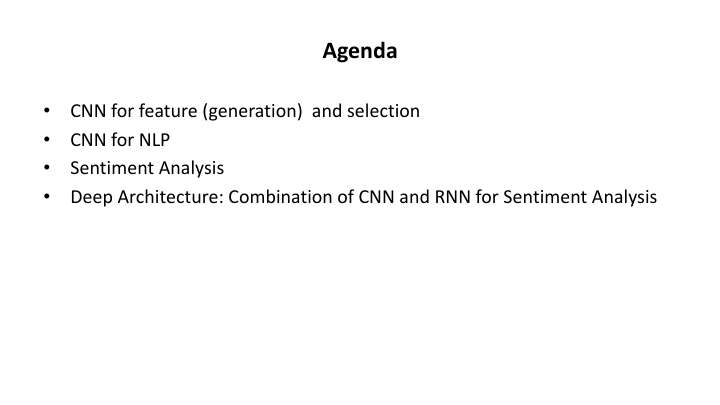 Agenda
• CNN for feature (generation)  and selection
• CNN for NLP
• Sentiment Analysis
• Deep Architecture: Combination of CNN and RNN for Sentiment Analysis